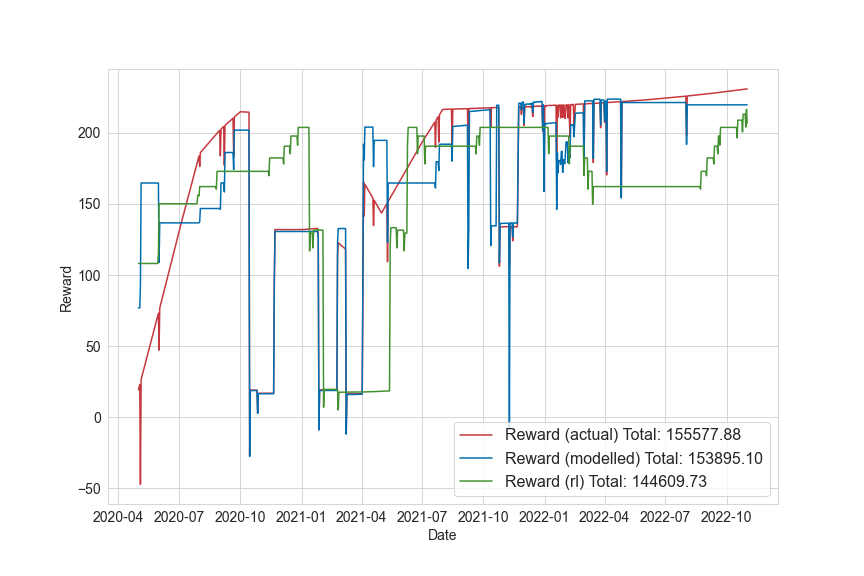 200
150
100
50
0
−50
Reward
Reward (actual) Total: 155577.88
Reward (modelled) Total: 153895.10
Reward (rl) Total: 144609.73
2020-04 2020-07 2020-10 2021-01 2021-04 2021-07 2021-10 2022-01 2022-04 2022-07 2022-10
Date